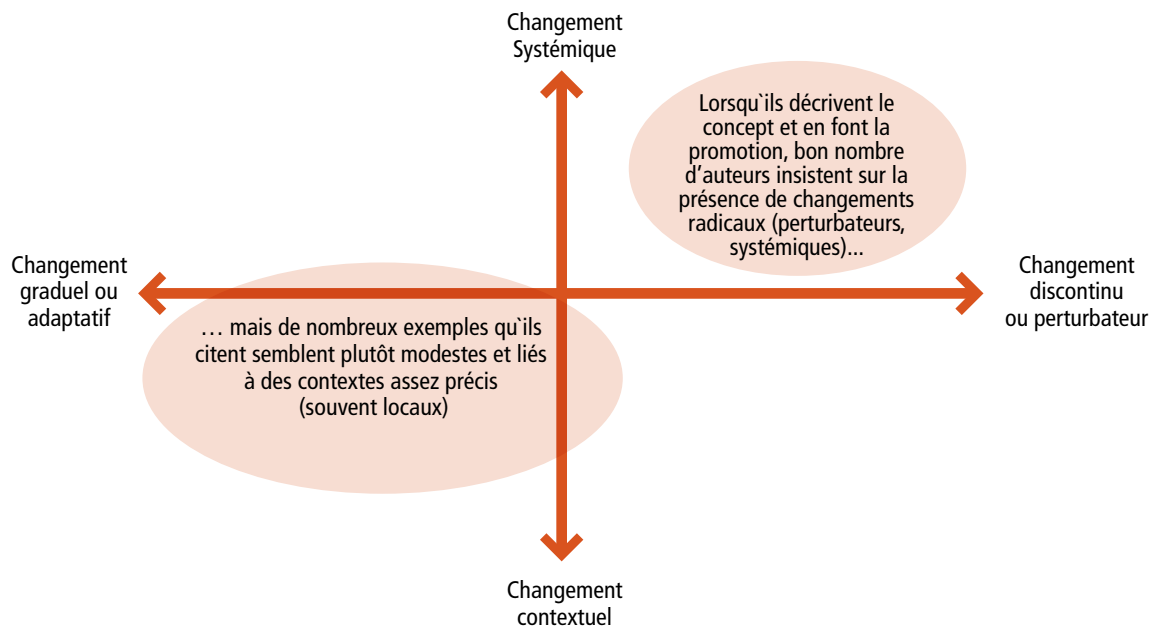 Changement
Systémique
Lorsqu`ils décrivent le
concept et en font la
promotion, bon nombre
d’auteurs insistent sur la
présence de changements
radicaux (perturbateurs,
systémiques)...
Changement
graduel ou
adaptatif
Changement
discontinu
ou perturbateur
… mais de nombreux exemples qu`ils
citent semblent plutôt modestes et liés
à des contextes assez précis
(souvent locaux)
Changement
contextuel